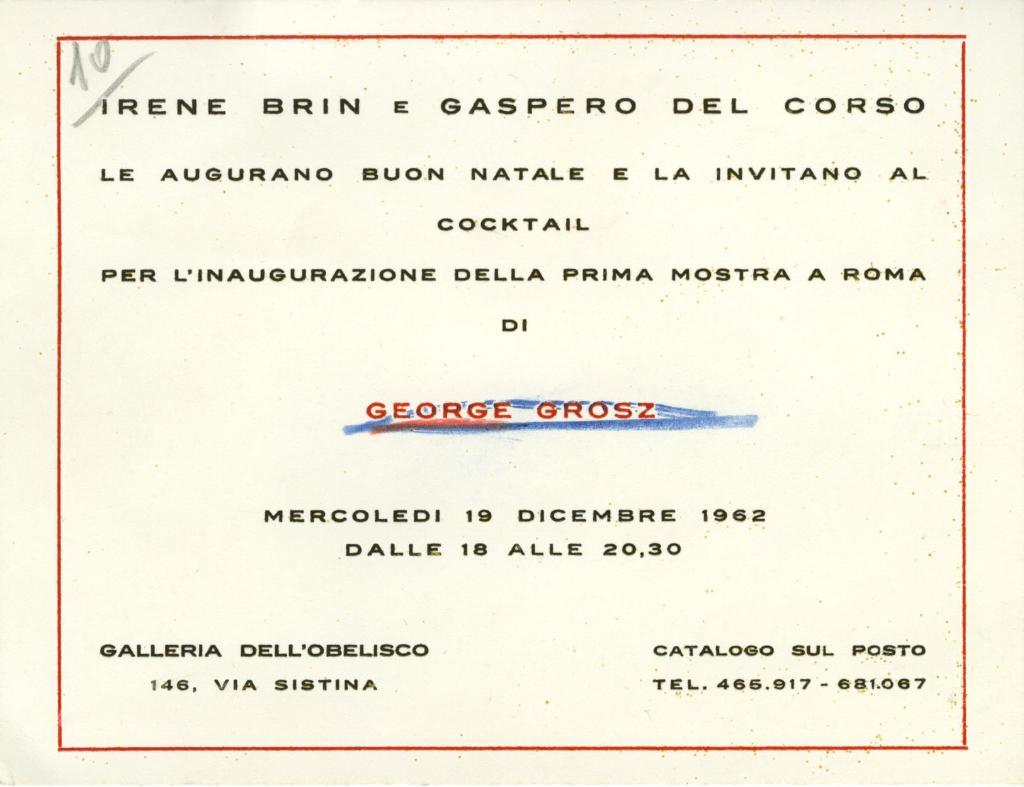 10
IRENE BRIN E GASPERO DEL CORSO
LE AUGURANO BUON NATALE E LA INVITANO AL
COCKTAIL
PER L'INAUGURAZIONE DELLA PRIMA MOSTRA A ROMA
DI
GEORGE GROSZ
MERCOLEDI 19 DICEMBRE 1962
DALLE 18 ALLE 20,30
GALLERIA DELL'OBELISCO
146, VIA SISTINA
CATALOGO SUL POSTO
TEL. 465.917 - 681.067